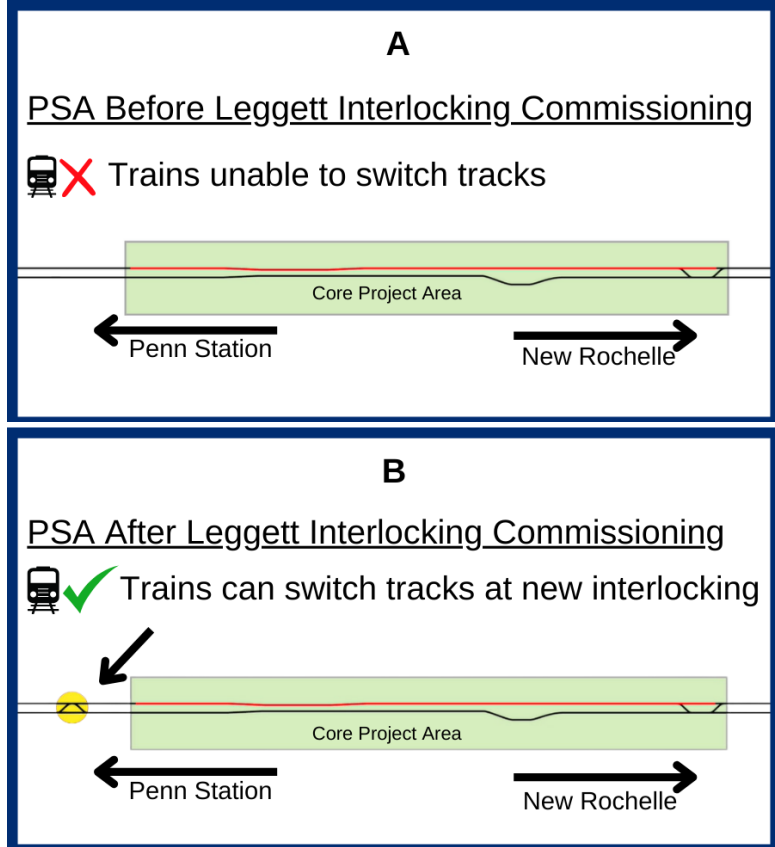 A
PSA Before Leggett Interlocking Commissioning
Trains unable to switch tracks
Core Project Area
Penn Station
New Rochelle
B
PSA After Leggett Interlocking Commissioning
Trains can switch tracks at new interlocking
Core Project Area
Penn Station
New Rochelle